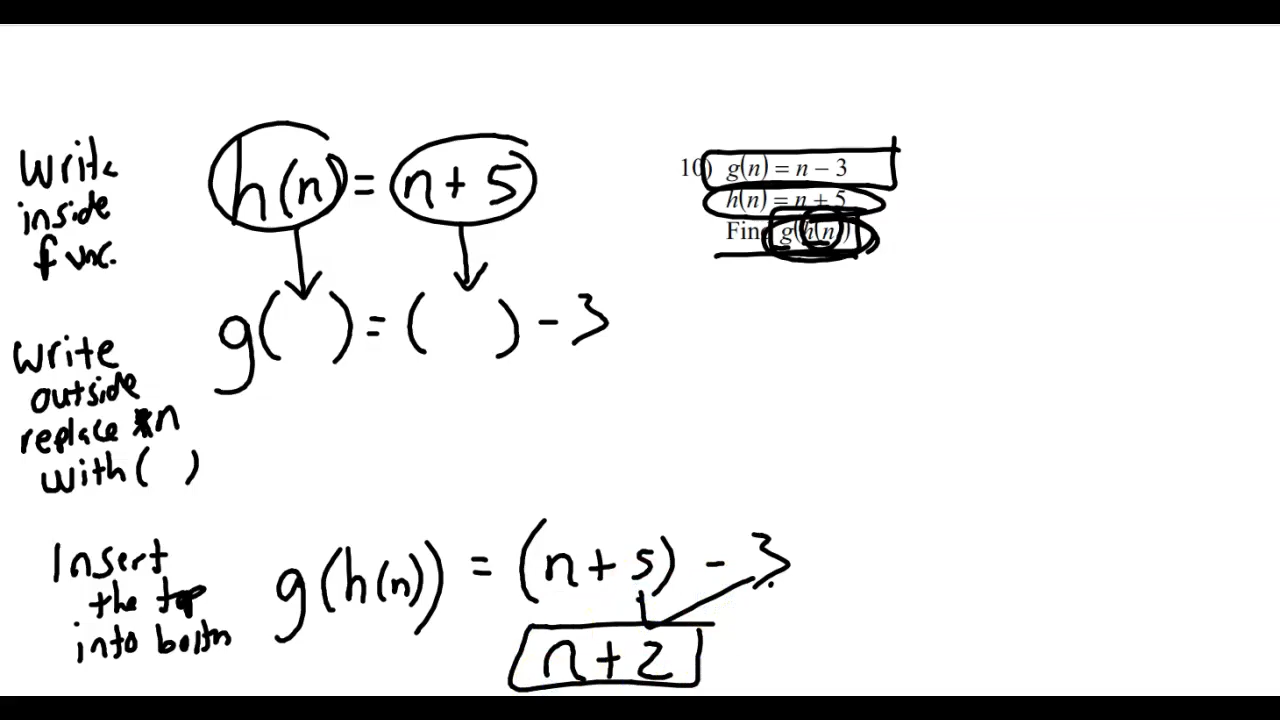 Write
inside
func.
h(n) = n + 5
10) g(n) = n − 3
h(n) = n + 5
Find g(h(n))
g( ) = ( ) - 3
Write
outside
replace n
with ( )
Insert
the top
into
g(h(n)) = (n + 5) - 3
n + 2